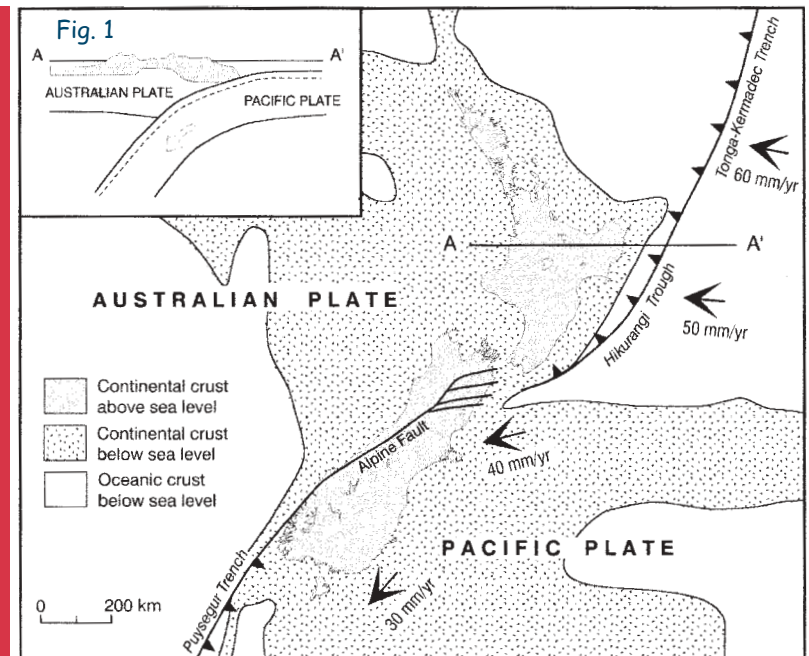 Fig. 1
A A'
AUSTRALIAN PLATE
PACIFIC PLATE
Tonga-Kermadec Trench
60 mm/yr
A A'
AUSTRALIAN PLATE
Hikurangi Trough
50 mm/yr
Continental crust
above sea level
Continental crust
below sea level
Oceanic crust
below sea level
Alpine Fault
40 mm/yr
PACIFIC PLATE
Puysegur Trench
30 mm/yr
0 200 km